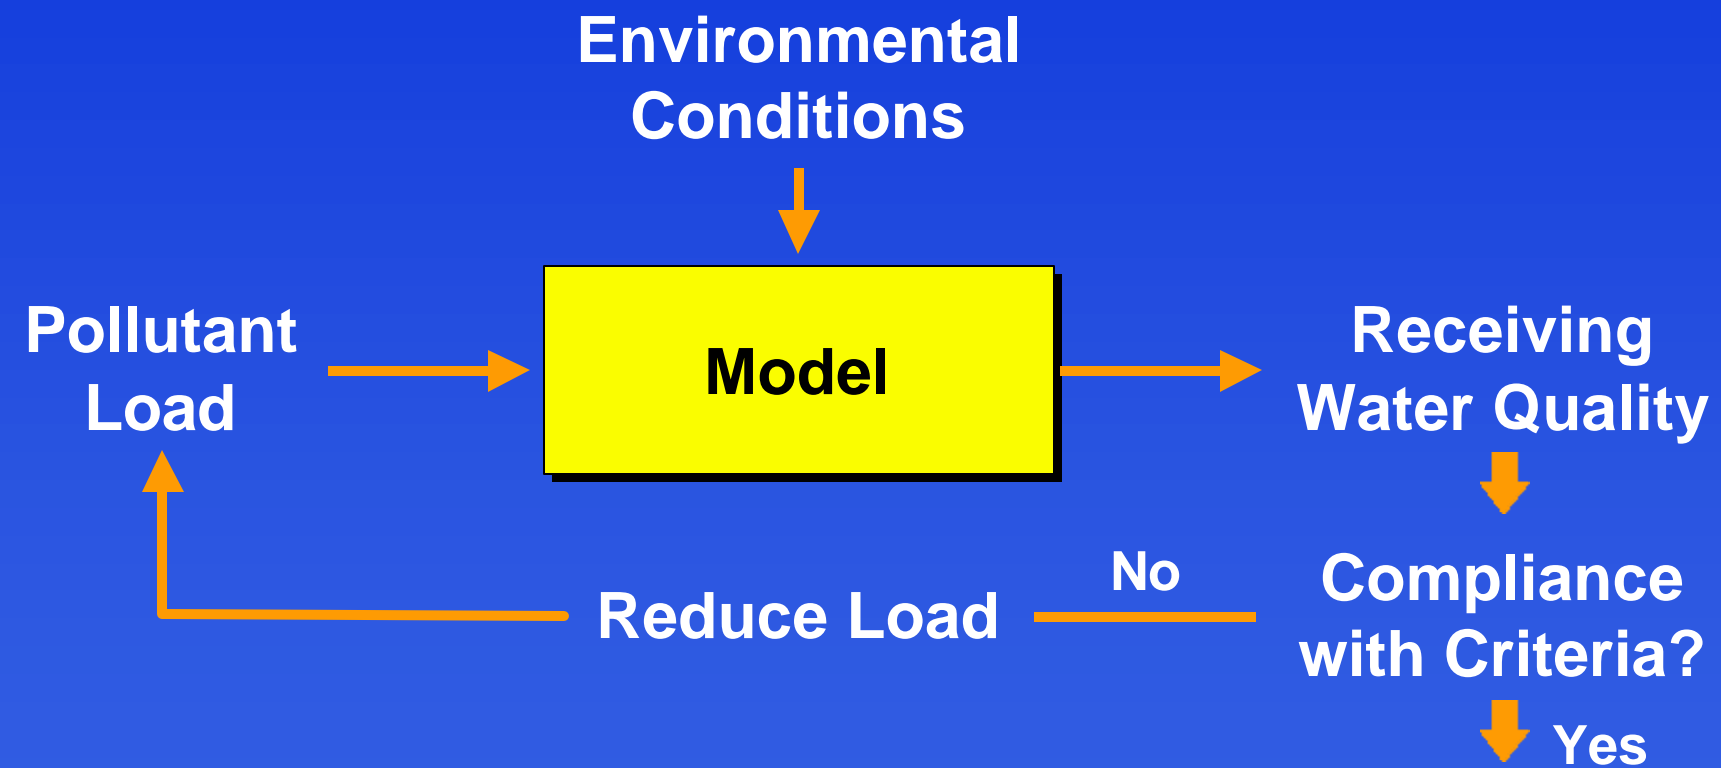 Environmental
Conditions
Pollutant
Load
Model
Receiving
Water Quality
No
Reduce Load
Compliance
with Criteria?
Yes